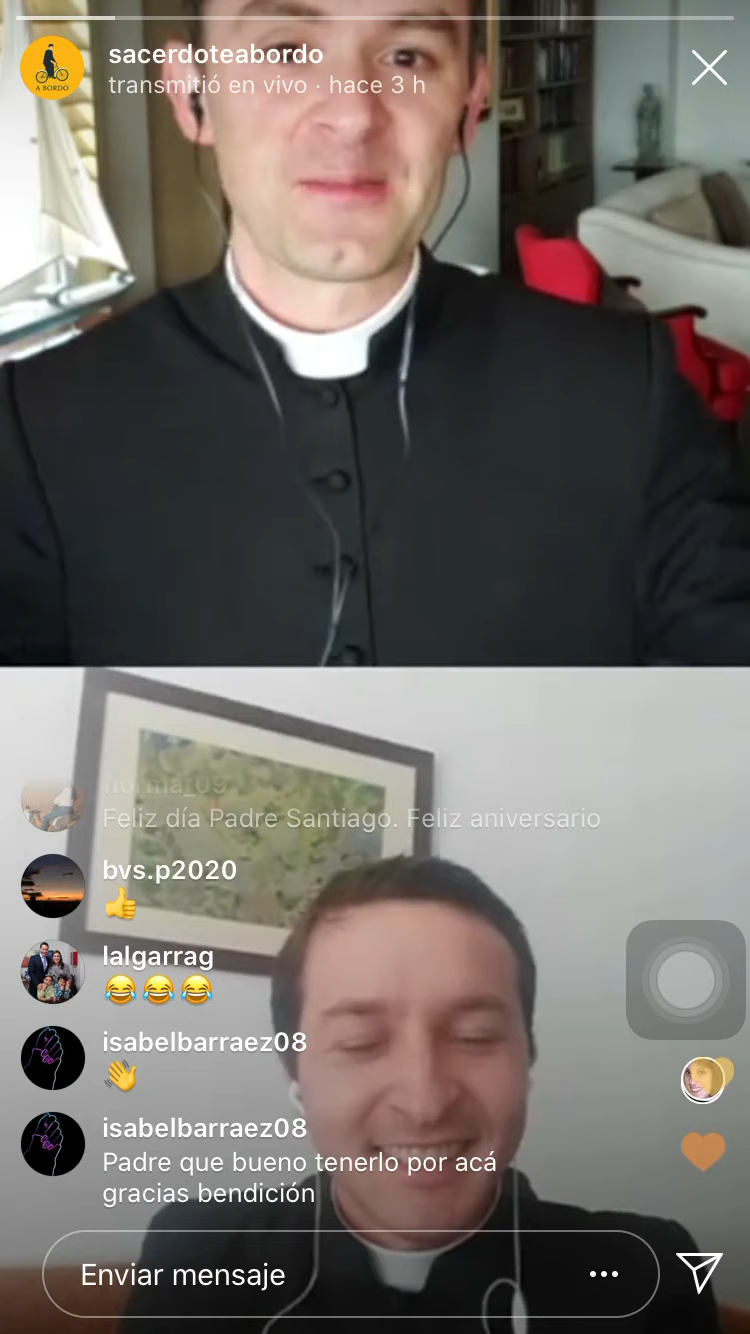 sacerdoteabordo
transmitió en vivo · hace 3 h
A BORDO
norma_09
Feliz día Padre Santiago. Feliz aniversario
bvs.p2020
👍
lalgarrag
😂😂😂
isabelbarraez08
👋
isabelbarraez08
Padre que bueno tenerlo por acá
gracias bendición
Enviar mensaje